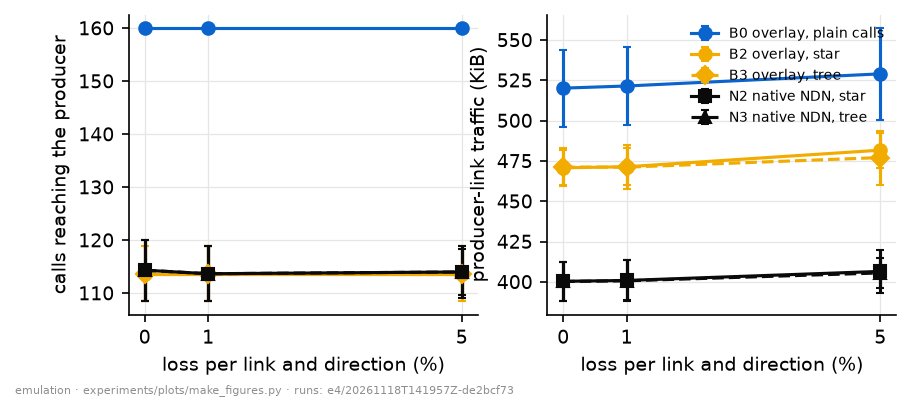 calls reaching the producer
160
150
140
130
120
110
0
1
5
loss per link and direction (%)
producer-link traffic (KiB)
550
525
500
475
450
425
400
0
1
5
loss per link and direction (%)
B0 overlay, plain calls
B2 overlay, star
B3 overlay, tree
N2 native NDN, star
N3 native NDN, tree
emulation · experiments/plots/make_figures.py · runs: e4/20261118T141957Z-de2bcf73